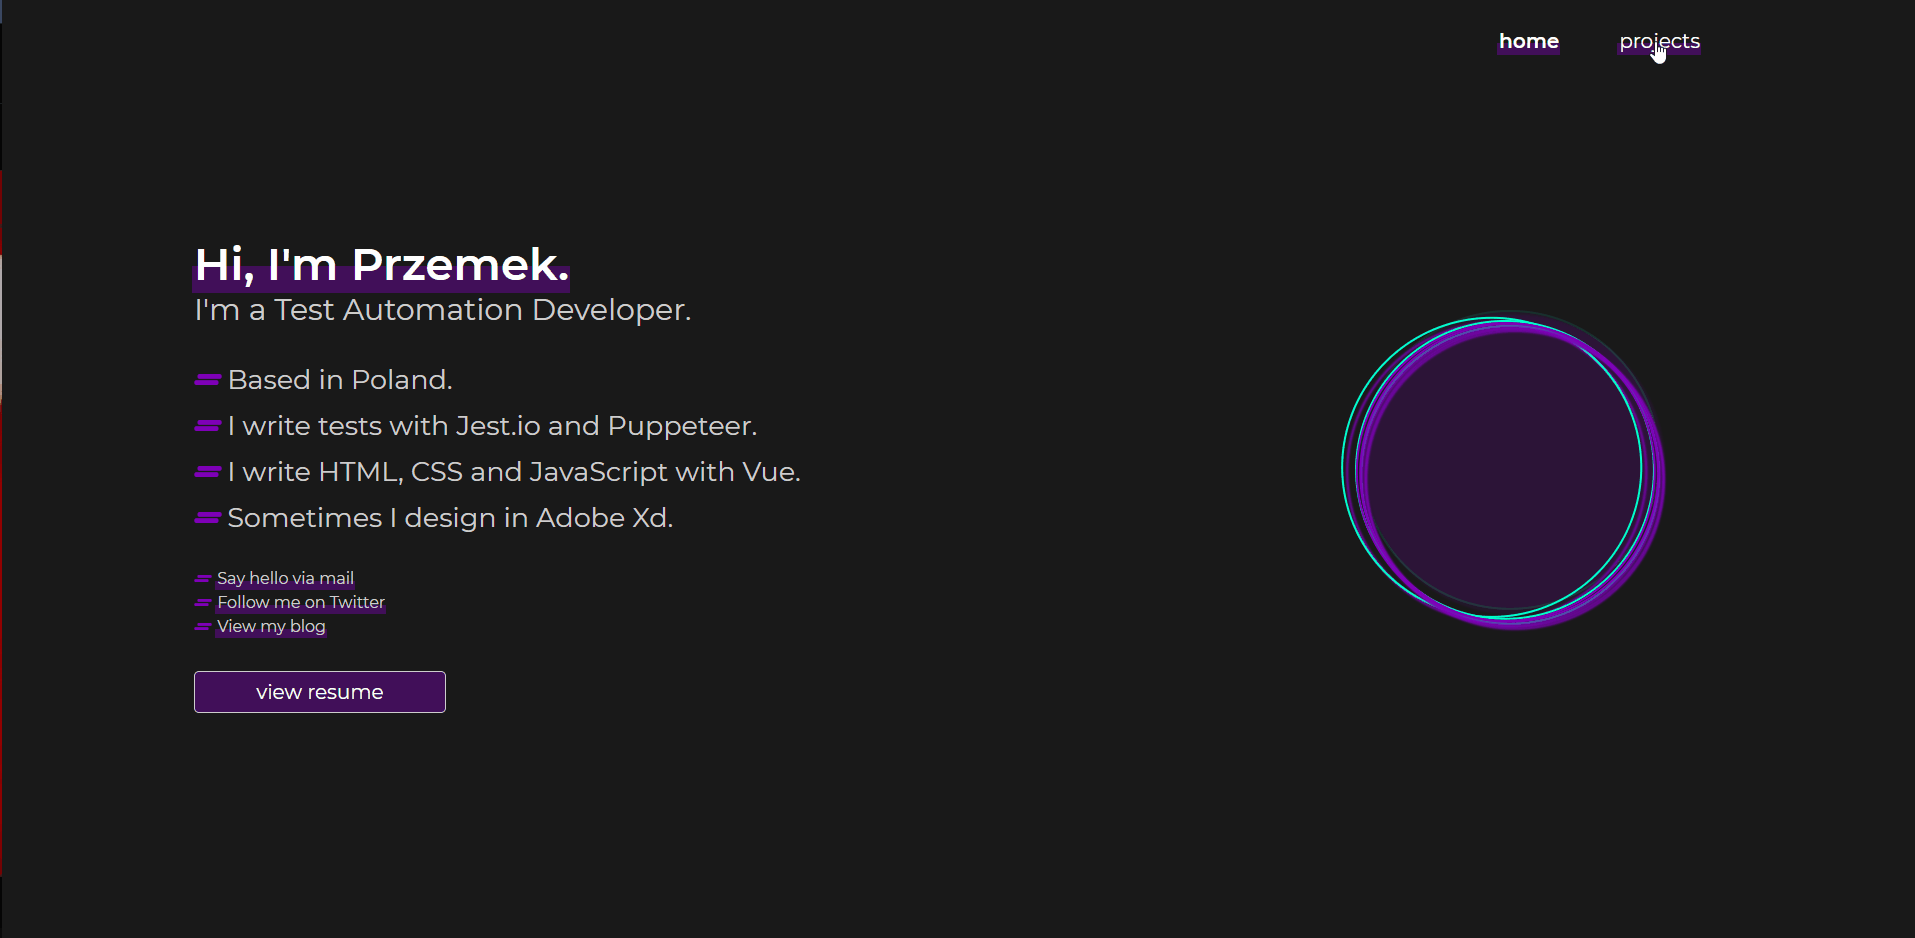 home projects
Hi, I'm Przemek.
I'm a Test Automation Developer.
Based in Poland.
I write tests with Jest.io and Puppeteer.
I write HTML, CSS and JavaScript with Vue.
Sometimes I design in Adobe Xd.
Say hello via mail
Follow me on Twitter
View my blog
view resume